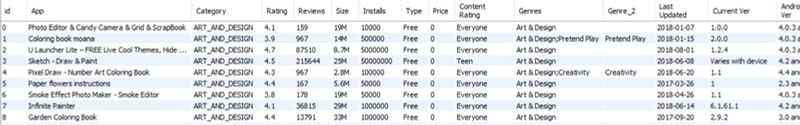 id App Category Rating Reviews Size Installs Type Price Content Rating Genres Genre_2 Last Updated Current Ver Andro Ver
0 Photo Editor & Candy Camera & Grid & ScrapBook ART_AND_DESIGN 4.1 159 19M 10000 Free 0 Everyone Art & Design 2018-01-07 1.0.0 4.0.3 a
1 Coloring book moana ART_AND_DESIGN 3.9 967 14M 500000 Free 0 Everyone Art & Design;Pretend Play Pretend Play 2018-01-15 2.0.0 4.0.3 a
2 U Launcher Lite – FREE Live Cool Themes, Hide ... ART_AND_DESIGN 4.7 87510 8.7M 5000000 Free 0 Everyone Art & Design 2018-08-01 1.2.4 4.0.3 a
3 Sketch - Draw & Paint ART_AND_DESIGN 4.5 215644 25M 50000000 Free 0 Teen Art & Design 2018-06-08 Varies with device 4.2 and
4 Pixel Draw - Number Art Coloring Book ART_AND_DESIGN 4.3 967 2.8M 100000 Free 0 Everyone Art & Design;Creativity Creativity 2018-06-20 1.1 4.4 and
5 Paper flowers instructions ART_AND_DESIGN 4.4 167 5.6M 50000 Free 0 Everyone Art & Design 2017-03-26 1 2.3 and
6 Smoke Effect Photo Maker - Smoke Editor ART_AND_DESIGN 3.8 178 19M 50000 Free 0 Everyone Art & Design 2018-04-26 1.1 4.0.3 a
7 Infinite Painter ART_AND_DESIGN 4.1 36815 29M 1000000 Free 0 Everyone Art & Design 2018-06-14 6.1.61.1 4.2 and
8 Garden Coloring Book ART_AND_DESIGN 4.4 13791 33M 1000000 Free 0 Everyone Art & Design 2017-09-20 2.9.2 3.0 and